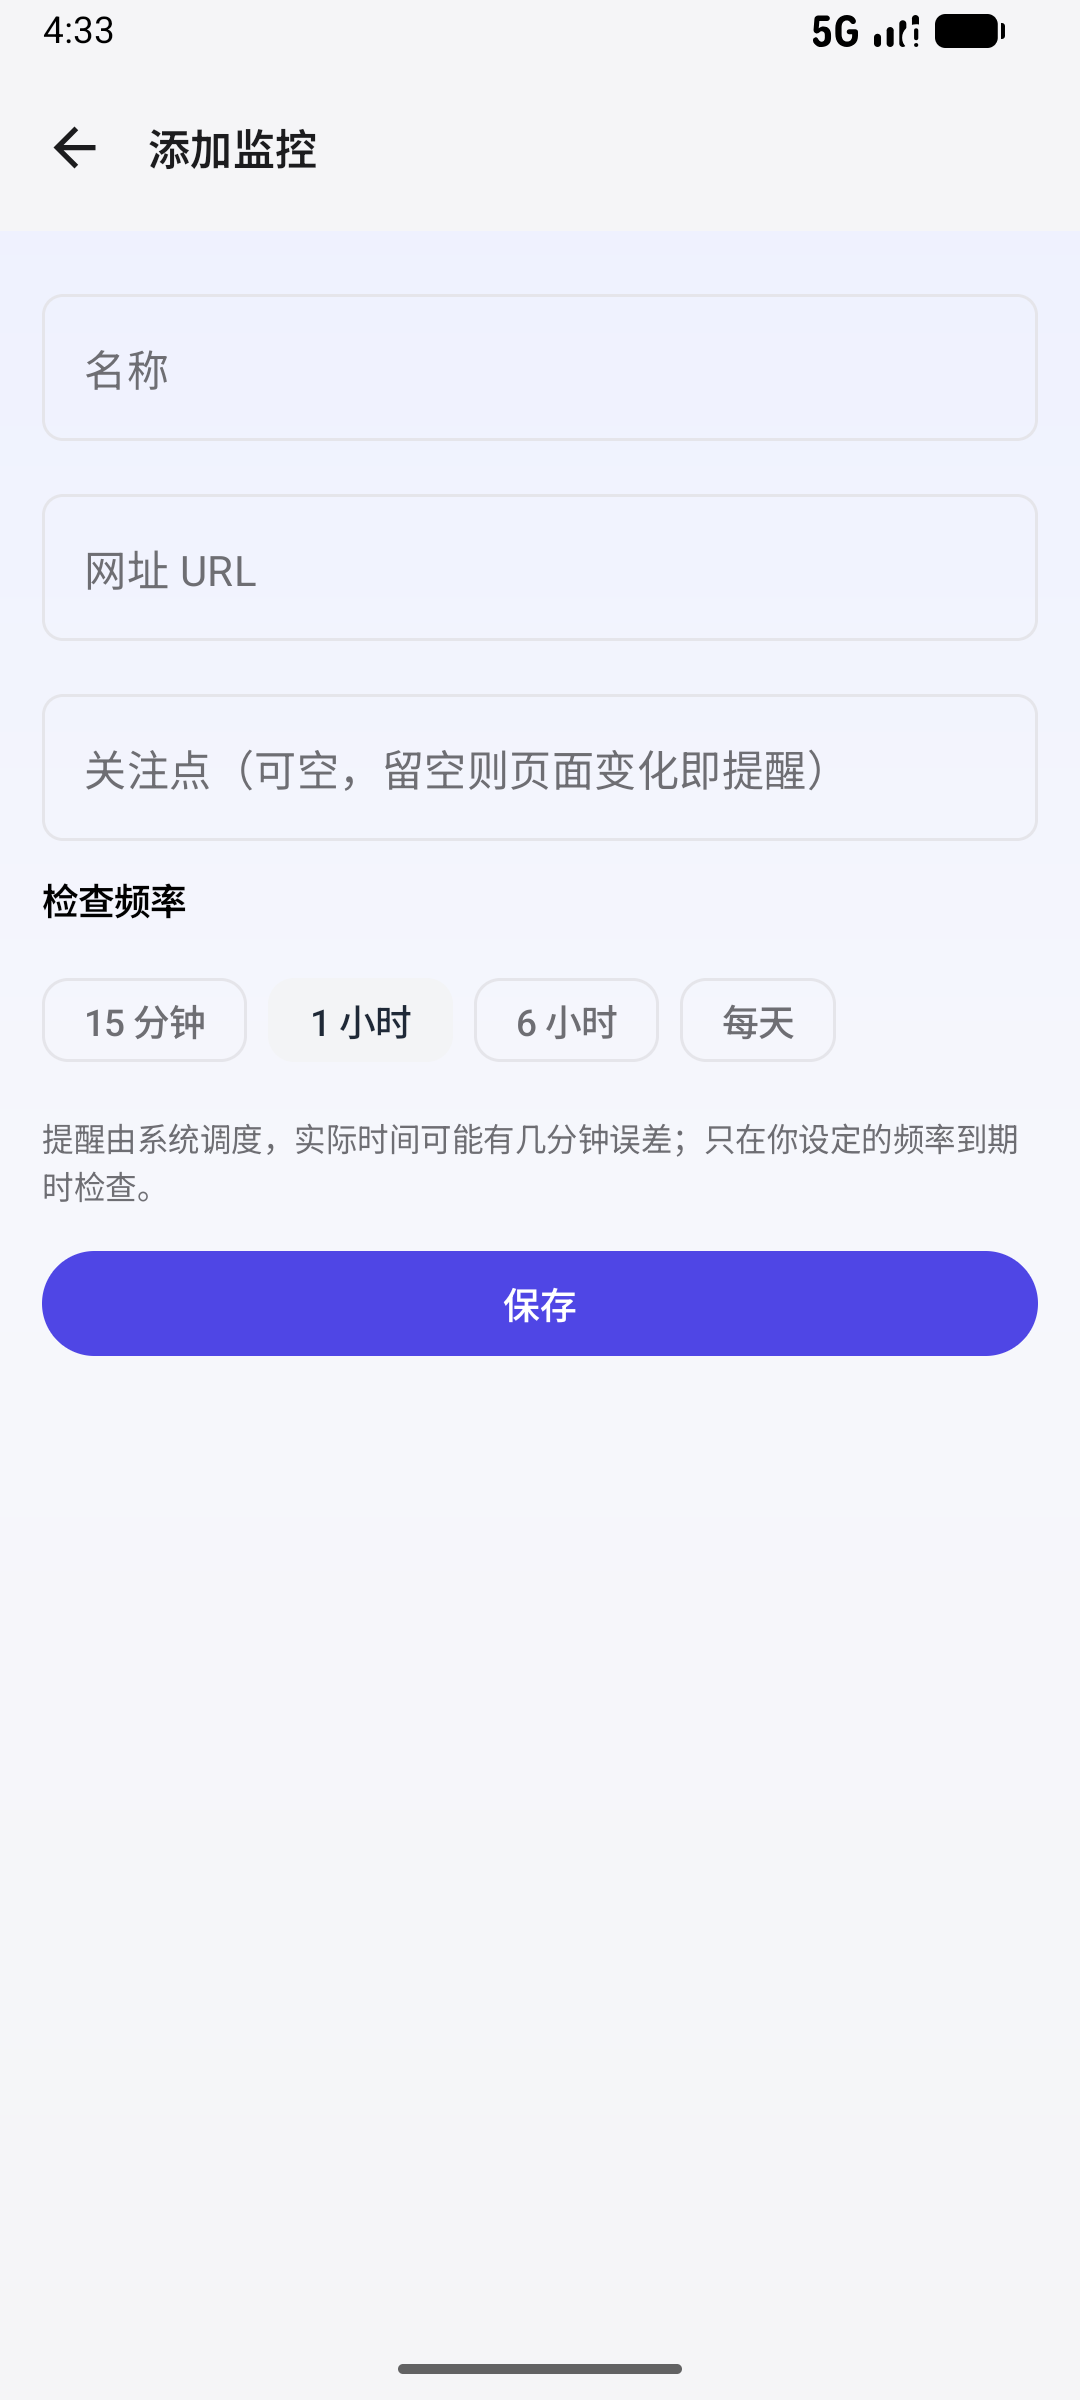 4:33
5G
添加监控
名称
网址 URL
关注点（可空，留空则页面变化即提醒）
检查频率
15 分钟
1 小时
6 小时
每天
提醒由系统调度，实际时间可能有几分钟误差；只在你设定的频率到期
时检查。
保存